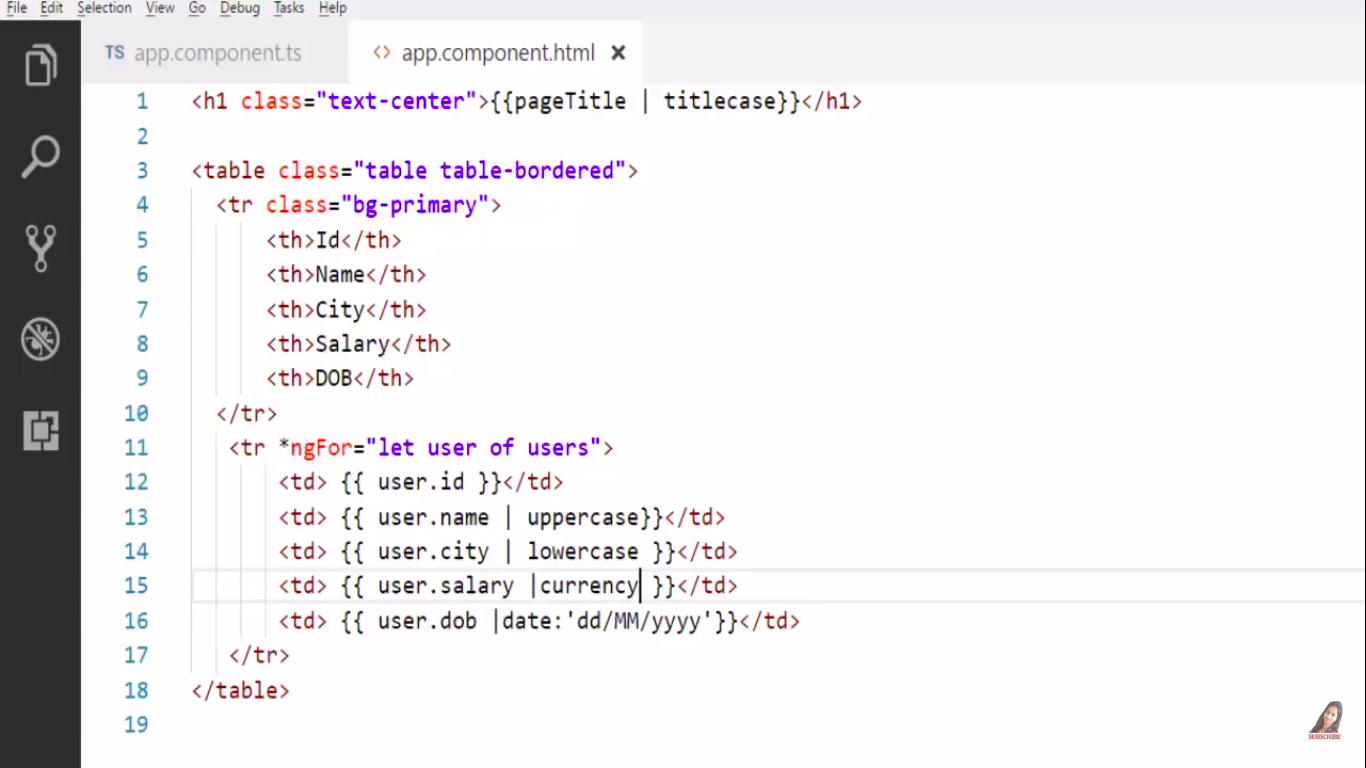 File Edit Selection View Go Debug Tasks Help
TS app.component.ts <> app.component.html ×
1 <h1 class="text-center">{{pageTitle | titlecase}}</h1>
2
3 <table class="table table-bordered">
4 <tr class="bg-primary">
5 <th>Id</th>
6 <th>Name</th>
7 <th>City</th>
8 <th>Salary</th>
9 <th>DOB</th>
10 </tr>
11 <tr *ngFor="let user of users">
12 <td> {{ user.id }}</td>
13 <td> {{ user.name | uppercase}}</td>
14 <td> {{ user.city | lowercase }}</td>
15 <td> {{ user.salary |currency }}</td>
16 <td> {{ user.dob |date:'dd/MM/yyyy'}}</td>
17 </tr>
18 </table>
19
SUBSCRIBE